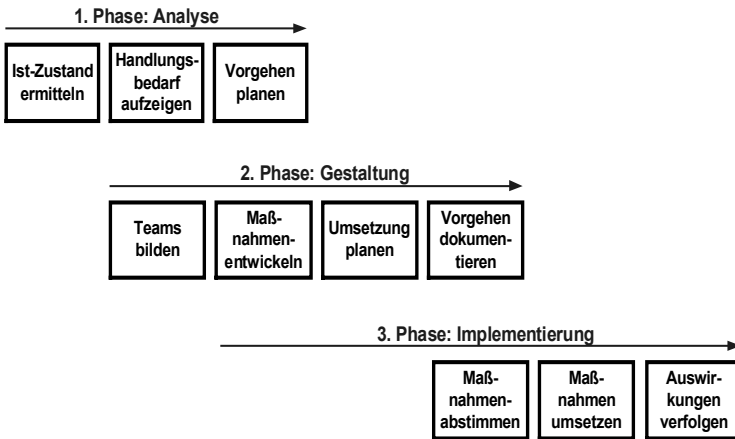 1. Phase: Analyse
Ist-Zustand
ermitteln
Handlungs-
bedarf
aufzeigen
Vorgehen
planen
2. Phase: Gestaltung
Teams
bilden
Maß-
nahmen-
entwickeln
Umsetzung
planen
Vorgehen
dokumen-
tieren
3. Phase: Implementierung
Maß-
nahmen-
abstimmen
Maß-
nahmen
umsetzen
Auswir-
kungen
verfolgen